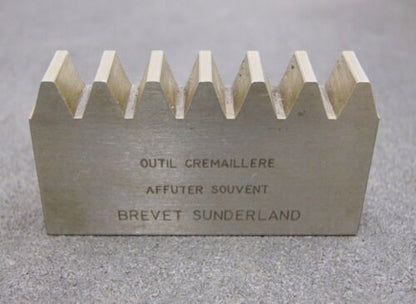 OUTIL CREMAILLERE
AFFUTER SOUVENT
BREVET SUNDERLAND